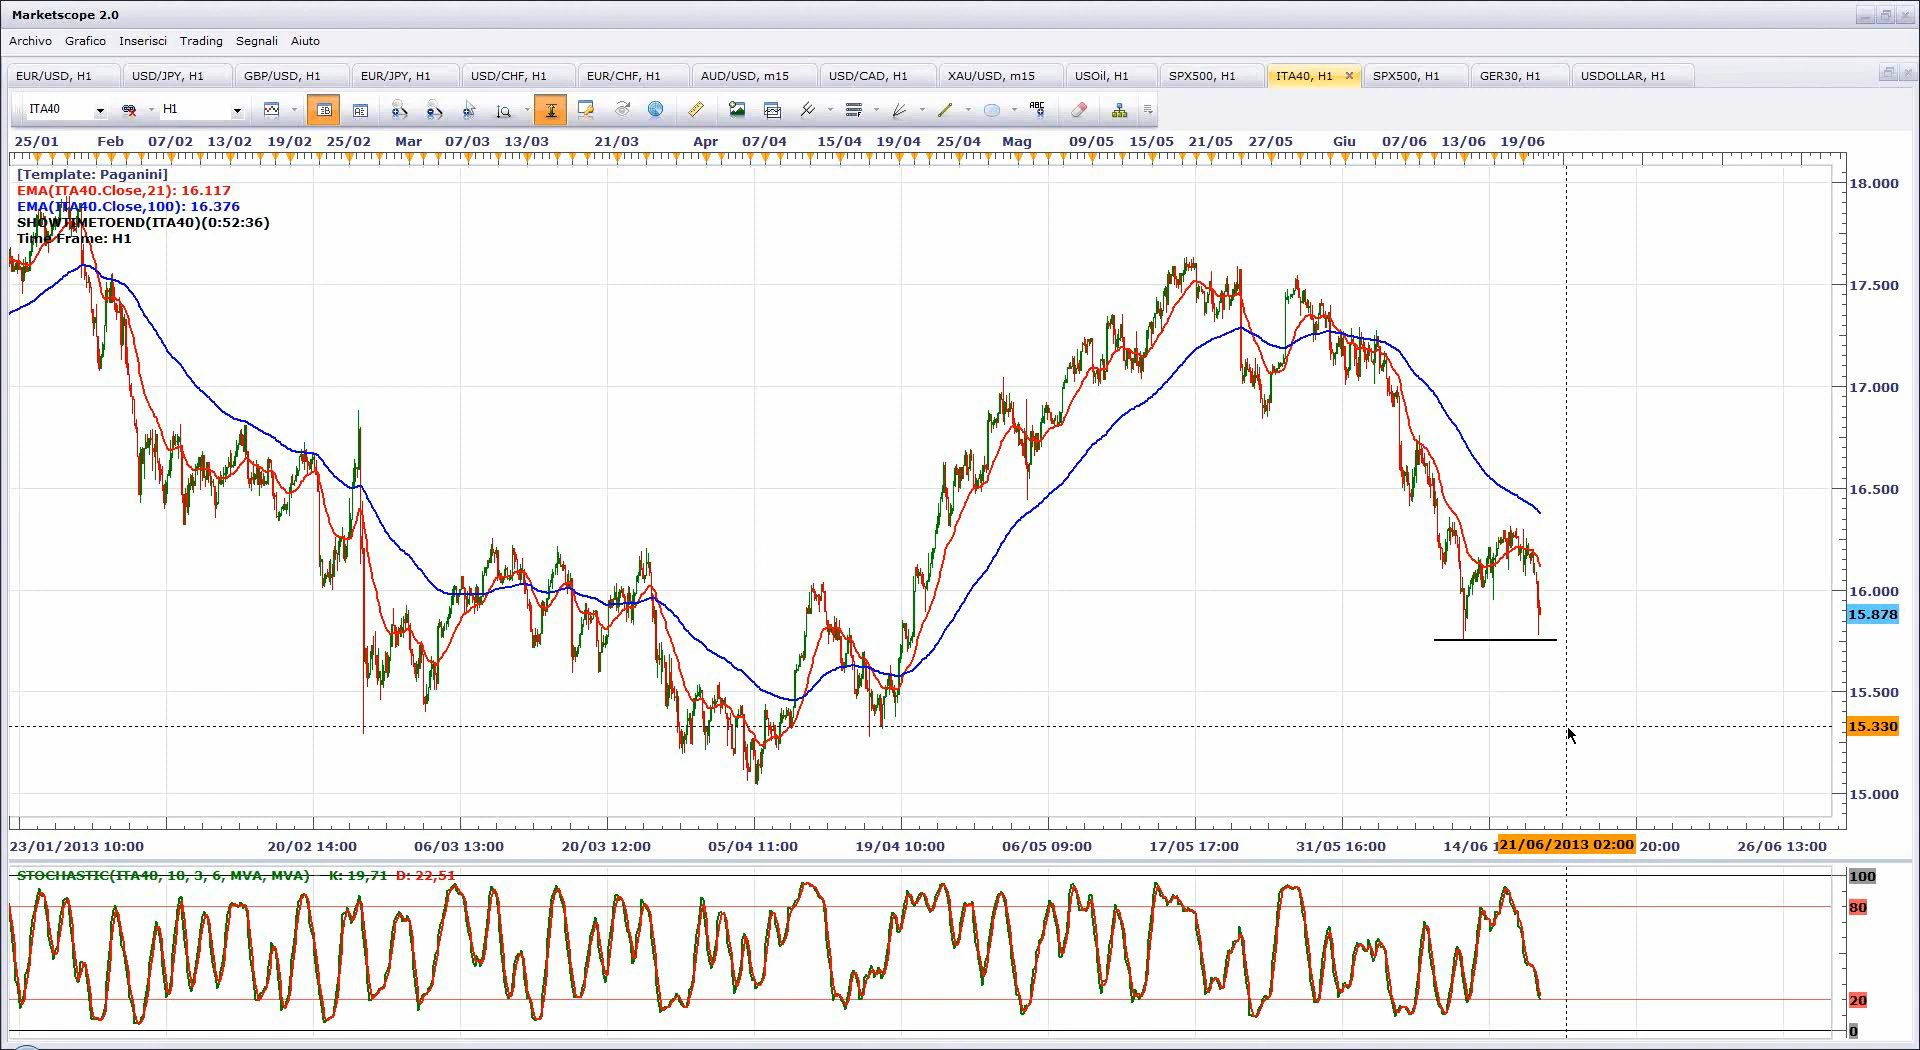 Marketscope 2.0
Archivo Grafico Inserisci Trading Segnali Aiuto
EUR/USD, H1 USD/JPY, H1 GBP/USD, H1 EUR/JPY, H1 USD/CHF, H1 EUR/CHF, H1 AUD/USD, m15 USD/CAD, H1 XAU/USD, m15 USOil, H1 SPX500, H1 ITA40, H1 SPX500, H1 GER30, H1 USDOLLAR, H1
ITA40 H1 ABC
25/01 Feb 07/02 13/02 19/02 25/02 Mar 07/03 13/03 21/03 Apr 07/04 15/04 19/04 25/04 Mag 09/05 15/05 21/05 27/05 Giu 07/06 13/06 19/06
[Template: Paganini]
EMA(ITA40.Close,21): 16.117
EMA(ITA40.Close,100): 16.376
SHOWTIMETOEND(ITA40)(0:52:36)
Time Frame: H1
18.000
17.500
17.000
16.500
16.000
15.878
15.500
15.330
15.000
23/01/2013 10:00 20/02 14:00 06/03 13:00 20/03 12:00 05/04 11:00 19/04 10:00 06/05 09:00 17/05 17:00 31/05 16:00 14/06 1 21/06/2013 02:00 20:00 26/06 13:00
STOCHASTIC(ITA40, 10, 3, 6, MVA, MVA) K: 19,71 D: 22,51
100
80
20
0